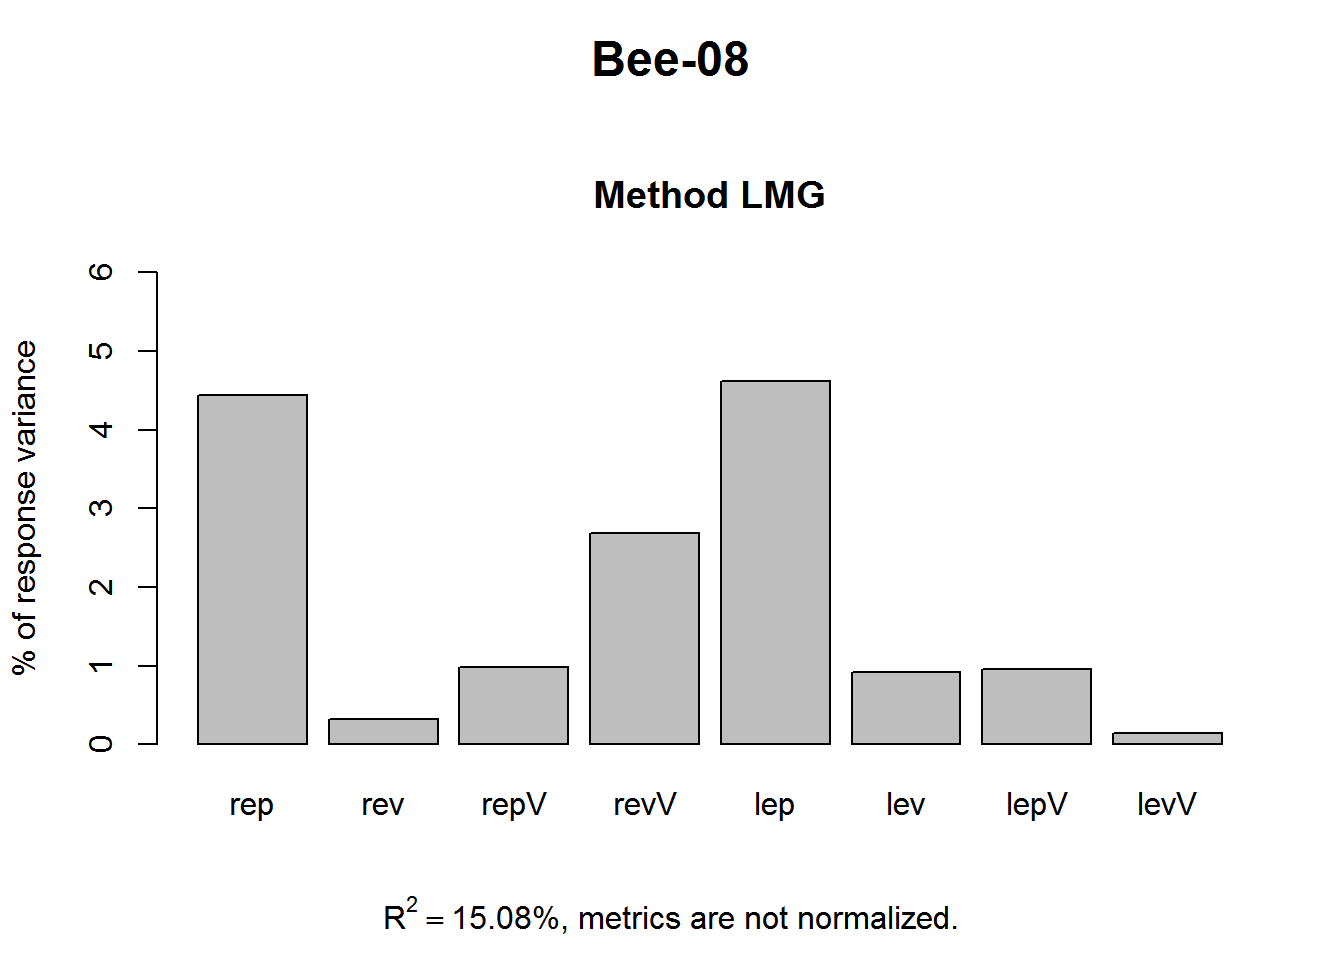 Bee-08
Method LMG
% of response variance
6
5
4
3
2
1
0
rep rev repV revV lep lev lepV levV
R² = 15.08%, metrics are not normalized.